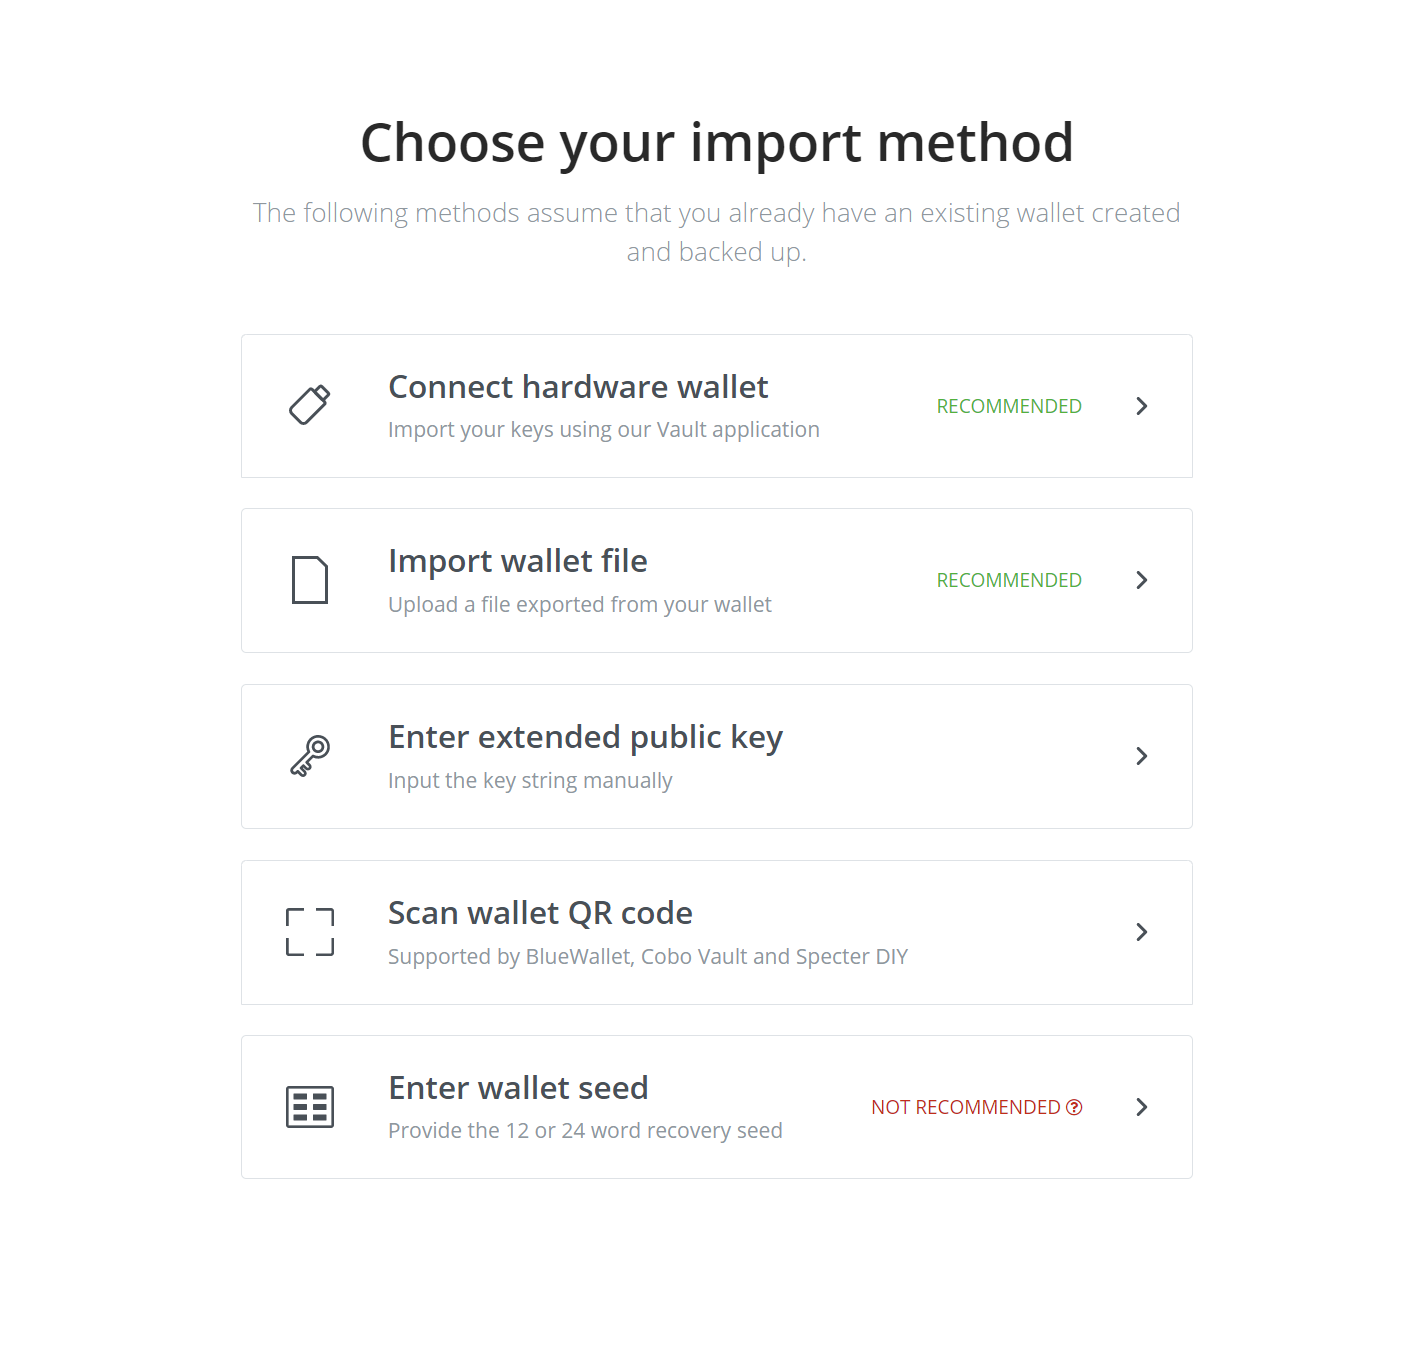 Choose your import method
The following methods assume that you already have an existing wallet created
and backed up.
Connect hardware wallet
Import your keys using our Vault application
RECOMMENDED
Import wallet file
Upload a file exported from your wallet
RECOMMENDED
Enter extended public key
Input the key string manually
Scan wallet QR code
Supported by BlueWallet, Cobo Vault and Specter DIY
Enter wallet seed
Provide the 12 or 24 word recovery seed
NOT RECOMMENDED